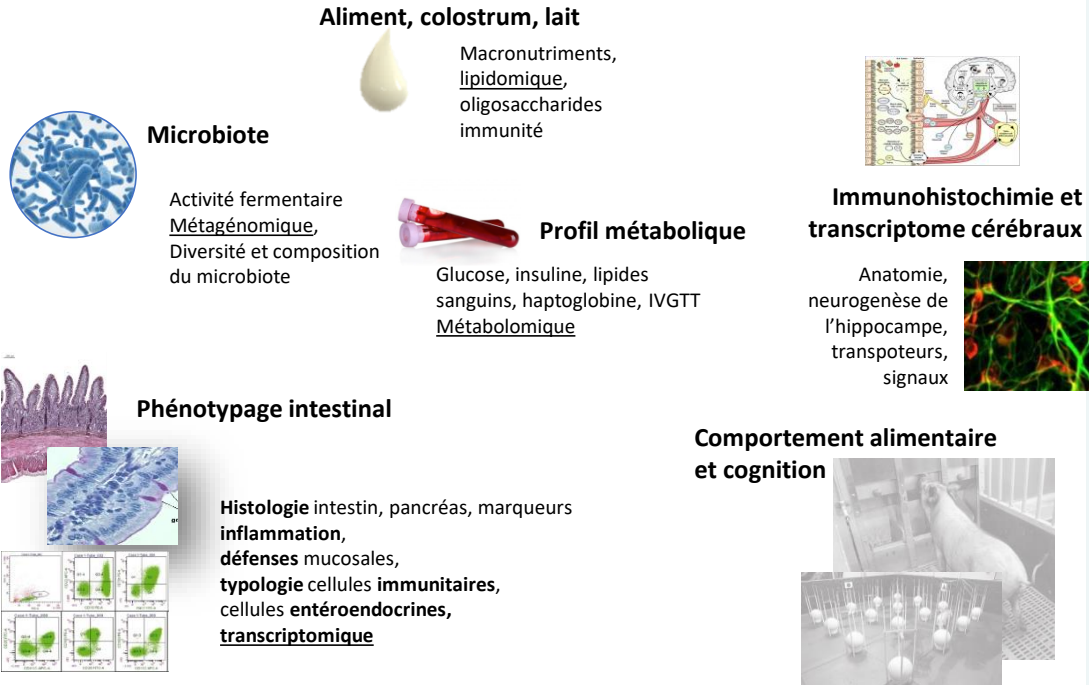 Aliment, colostrum, lait
Macronutriments,
lipidomique,
oligosaccharides
immunité
Microbiote
Activité fermentaire
Métagénomique,
Diversité et composition
du microbiote
Profil métabolique
Glucose, insuline, lipides
sanguins, haptoglobine, IVGTT
Métabolomique
Immunohistochimie et
transcriptome cérébraux
Anatomie,
neurogenèse de
l’hippocampe,
transpoteurs,
signaux
Phénotypage intestinal
Histologie intestin, pancréas, marqueurs
inflammation,
défenses mucosales,
typologie cellules immunitaires,
cellules entéroendocrines,
transcriptomique
Comportement alimentaire
et cognition